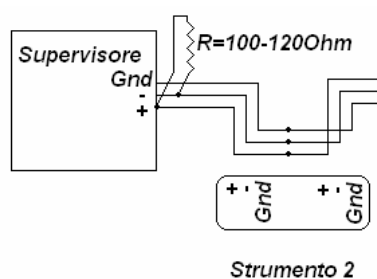 R=100-120Ohm
Supervisore
Gnd
-
+
+ - Gnd + - Gnd
Strumento 2